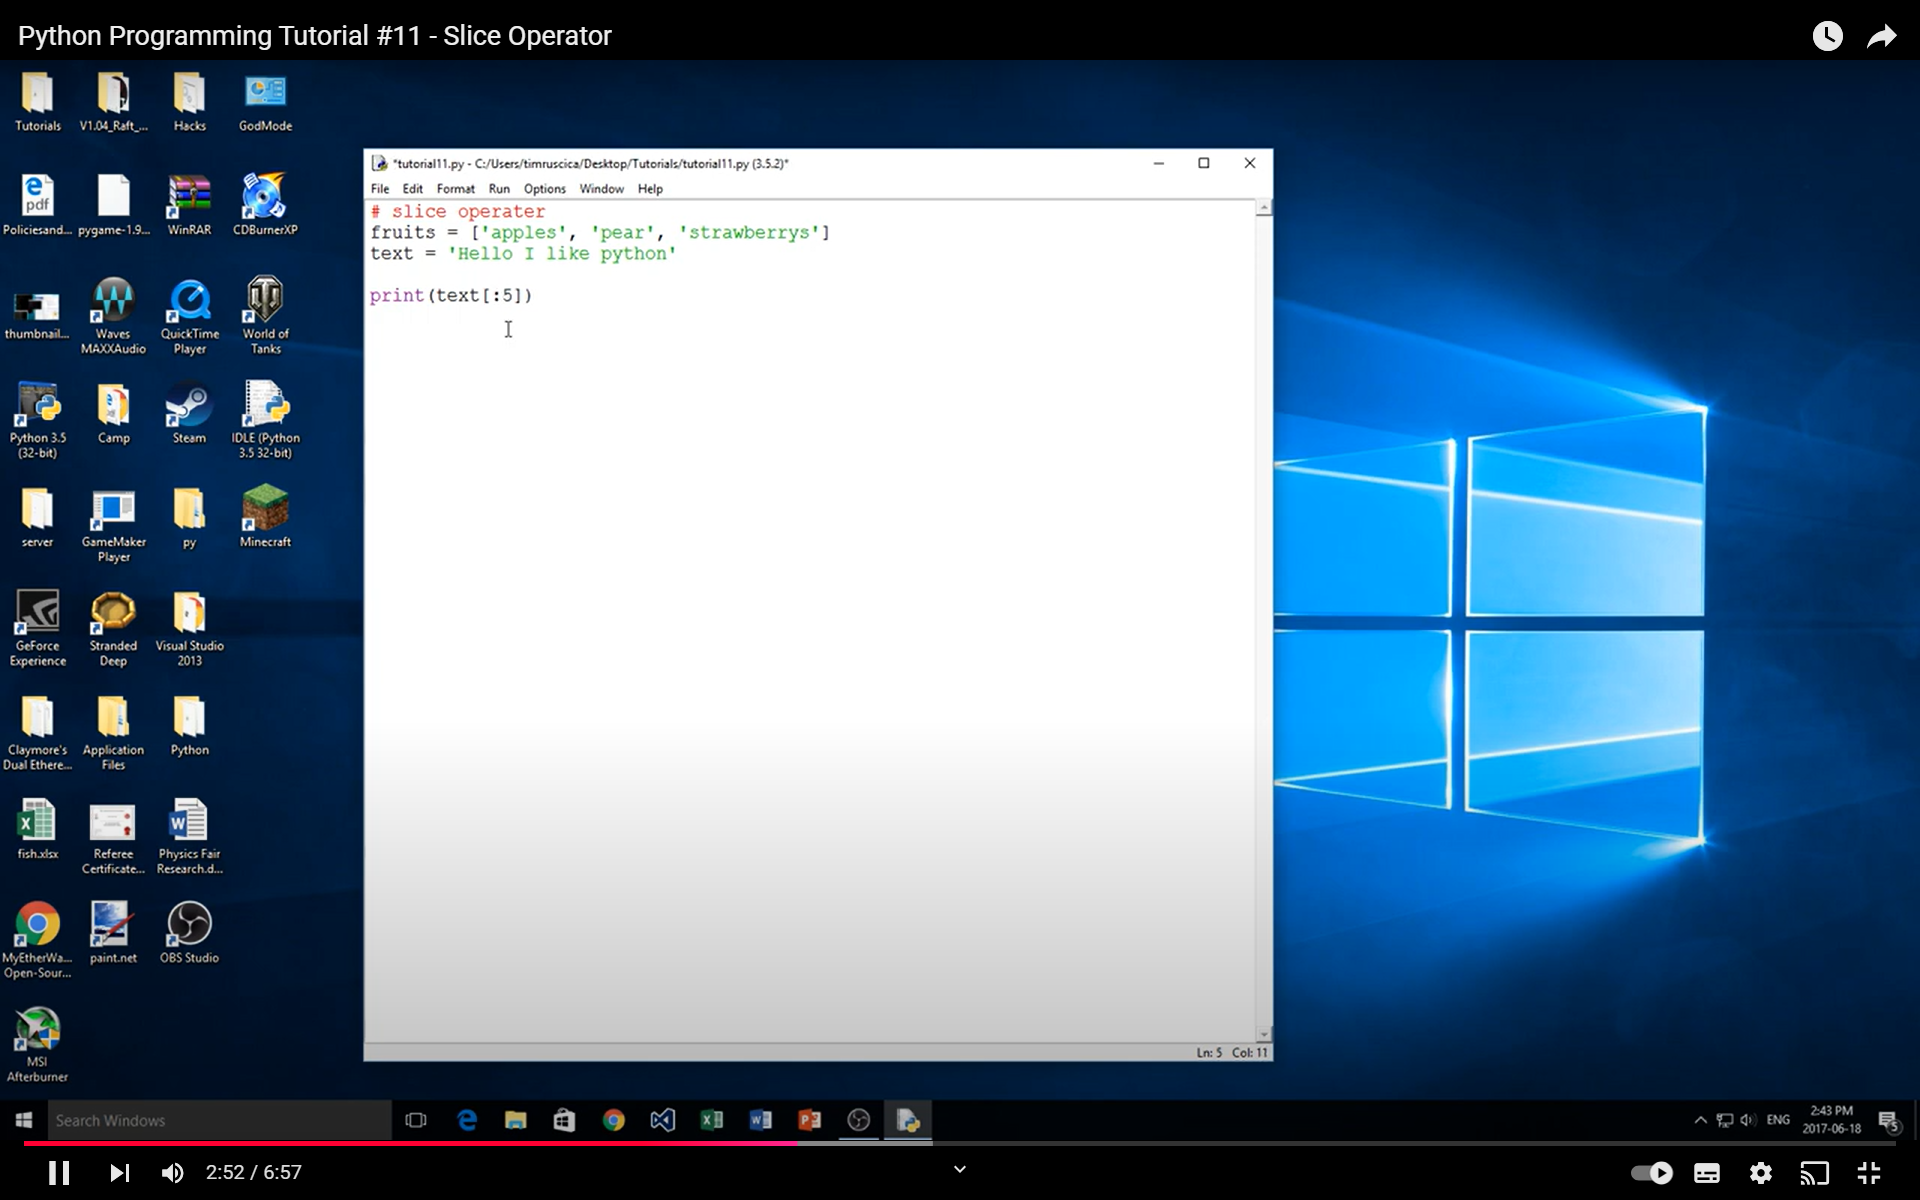 Python Programming Tutorial #11 - Slice Operator
Tutorials
V1.04_Raft_...
Hacks
GodMode
Policiesand...
pygame-1.9...
WinRAR
CDBurnerXP
thumbnail...
Waves
MAXXAudio
QuickTime
Player
World of
Tanks
Python 3.5
(32-bit)
Camp
Steam
IDLE (Python
3.5 32-bit)
server
GameMaker
Player
py
Minecraft
GeForce
Experience
Stranded
Deep
Visual Studio
2013
Claymore's
Dual Ethere...
Application
Files
Python
fish.xlsx
Referee
Certificate...
Physics Fair
Research.d...
MyEtherWa...
Open-Sour...
paint.net
OBS Studio
MSI
Afterburner
*tutorial11.py - C:/Users/timruscica/Desktop/Tutorials/tutorial11.py (3.5.2)*
File Edit Format Run Options Window Help
# slice operater
fruits = ['apples', 'pear', 'strawberrys']
text = 'Hello I like python'
print(text[:5])
Ln: 5 Col: 11
Search Windows
ENG
2:43 PM
2017-06-18
5
2:52 / 6:57